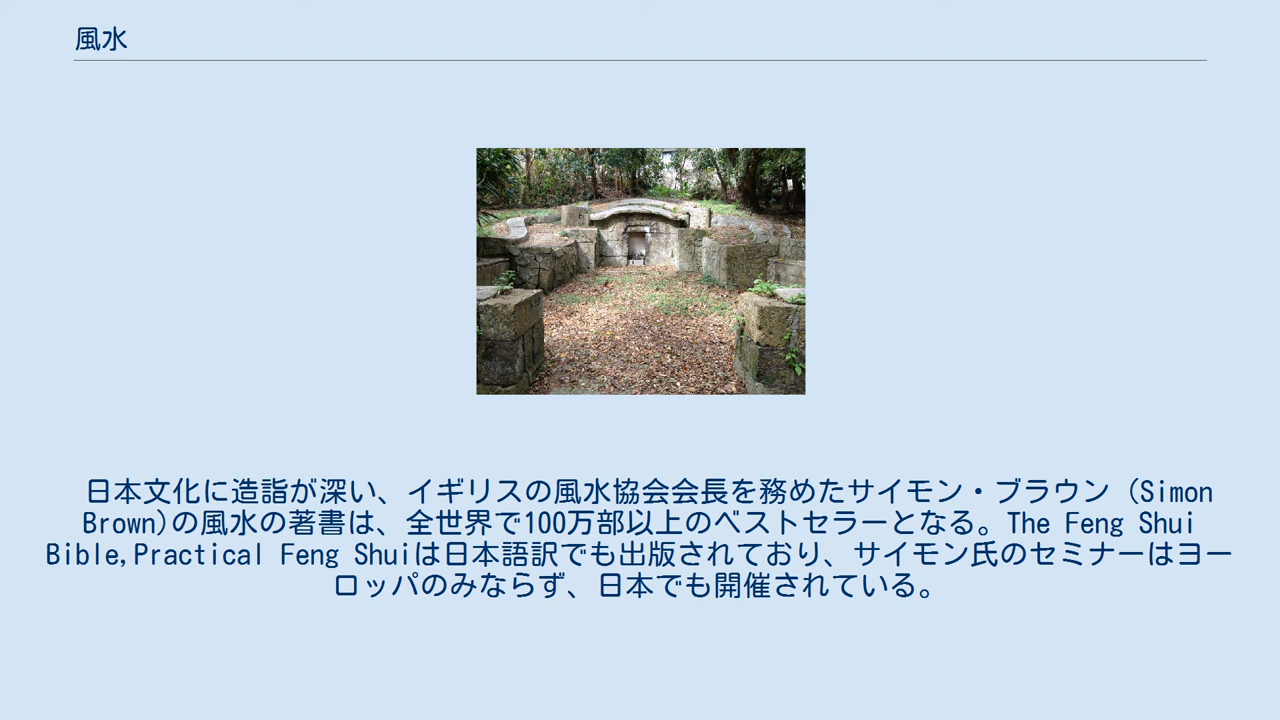 風水
日本文化に造詣が深い、イギリスの風水協会会長を務めたサイモン・ブラウン（Simon
Brown)の風水の著書は、全世界で100万部以上のベストセラーとなる。The Feng Shui
Bible,Practical Feng Shuiは日本語訳でも出版されており、サイモン氏のセミナーはヨー
ロッパのみならず、日本でも開催されている。